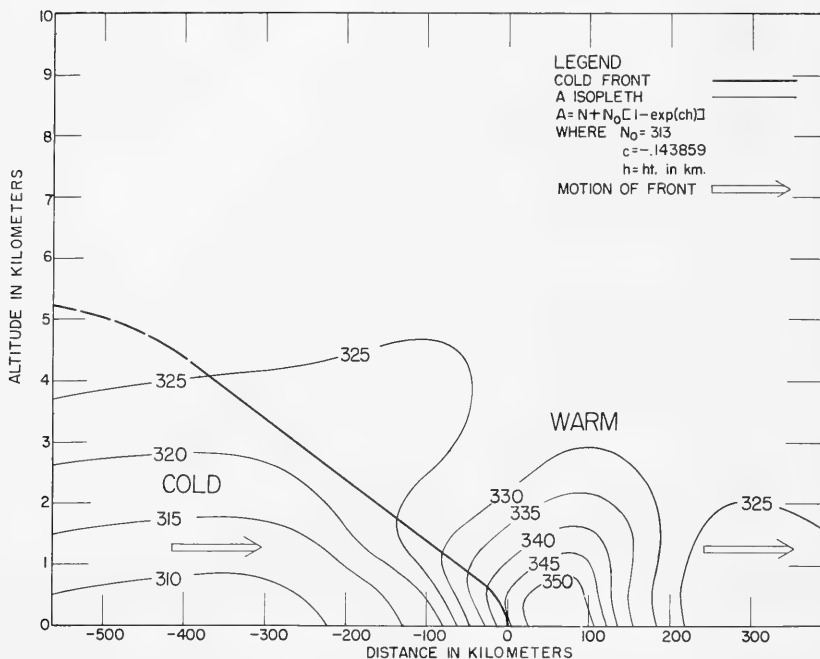 10
9
8
7
6
5
4
3
2
1
0
ALTITUDE IN KILOMETERS
LEGEND
COLD FRONT
A ISOPLETH
A=N+N₀[1-exp(ch)]
WHERE N₀=313
c=-.143859
h=ht. in km.
MOTION OF FRONT
325
325
320
COLD
315
310
WARM
330
335
340
345
350
325
-500 -400 -300 -200 -100 0 100 200 300
DISTANCE IN KILOMETERS